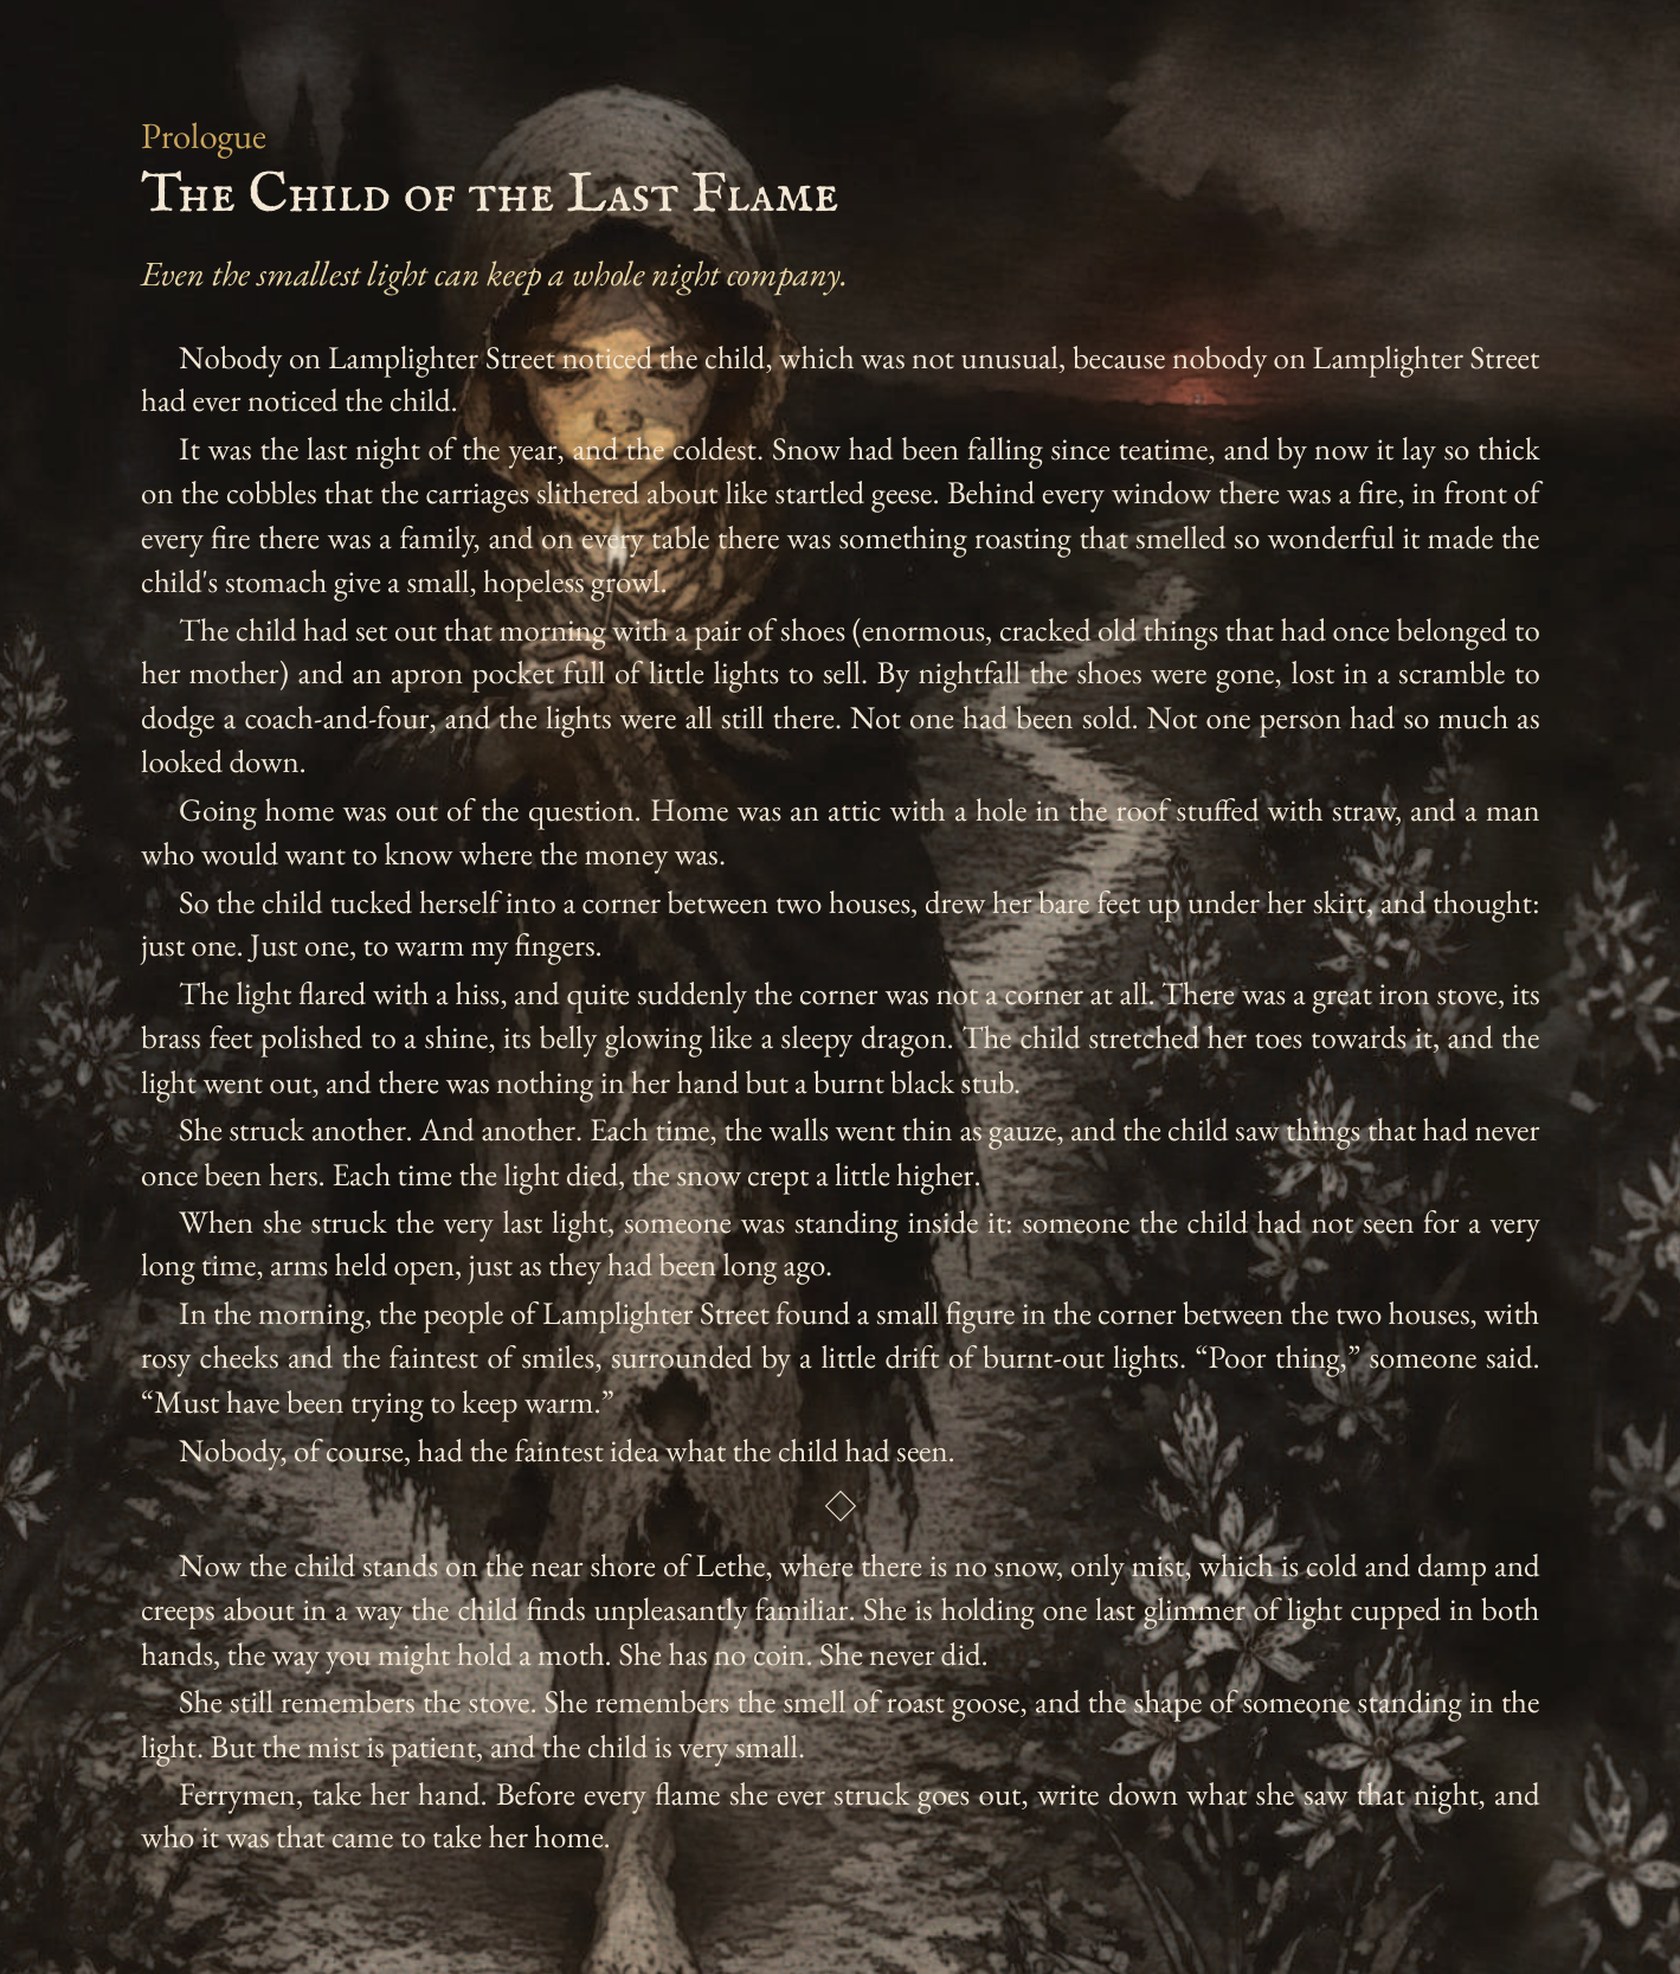 Prologue
The Child of the Last Flame
Even the smallest light can keep a whole night company.
Nobody on Lamplighter Street noticed the child, which was not unusual, because nobody on Lamplighter Street
had ever noticed the child.
It was the last night of the year, and the coldest. Snow had been falling since teatime, and by now it lay so thick
on the cobbles that the carriages slithered about like startled geese. Behind every window there was a fire, in front of
every fire there was a family, and on every table there was something roasting that smelled so wonderful it made the
child's stomach give a small, hopeless growl.
The child had set out that morning with a pair of shoes (enormous, cracked old things that had once belonged to
her mother) and an apron pocket full of little lights to sell. By nightfall the shoes were gone, lost in a scramble to
dodge a coach-and-four, and the lights were all still there. Not one had been sold. Not one person had so much as
looked down.
Going home was out of the question. Home was an attic with a hole in the roof stuffed with straw, and a man
who would want to know where the money was.
So the child tucked herself into a corner between two houses, drew her bare feet up under her skirt, and thought:
just one. Just one, to warm my fingers.
The light flared with a hiss, and quite suddenly the corner was not a corner at all. There was a great iron stove, its
brass feet polished to a shine, its belly glowing like a sleepy dragon. The child stretched her toes towards it, and the
light went out, and there was nothing in her hand but a burnt black stub.
She struck another. And another. Each time, the walls went thin as gauze, and the child saw things that had never
once been hers. Each time the light died, the snow crept a little higher.
When she struck the very last light, someone was standing inside it: someone the child had not seen for a very
long time, arms held open, just as they had been long ago.
In the morning, the people of Lamplighter Street found a small figure in the corner between the two houses, with
rosy cheeks and the faintest of smiles, surrounded by a little drift of burnt-out lights. “Poor thing,” someone said.
“Must have been trying to keep warm.”
Nobody, of course, had the faintest idea what the child had seen.
Now the child stands on the near shore of Lethe, where there is no snow, only mist, which is cold and damp and
creeps about in a way the child finds unpleasantly familiar. She is holding one last glimmer of light cupped in both
hands, the way you might hold a moth. She has no coin. She never did.
She still remembers the stove. She remembers the smell of roast goose, and the shape of someone standing in the
light. But the mist is patient, and the child is very small.
Ferrymen, take her hand. Before every flame she ever struck goes out, write down what she saw that night, and
who it was that came to take her home.